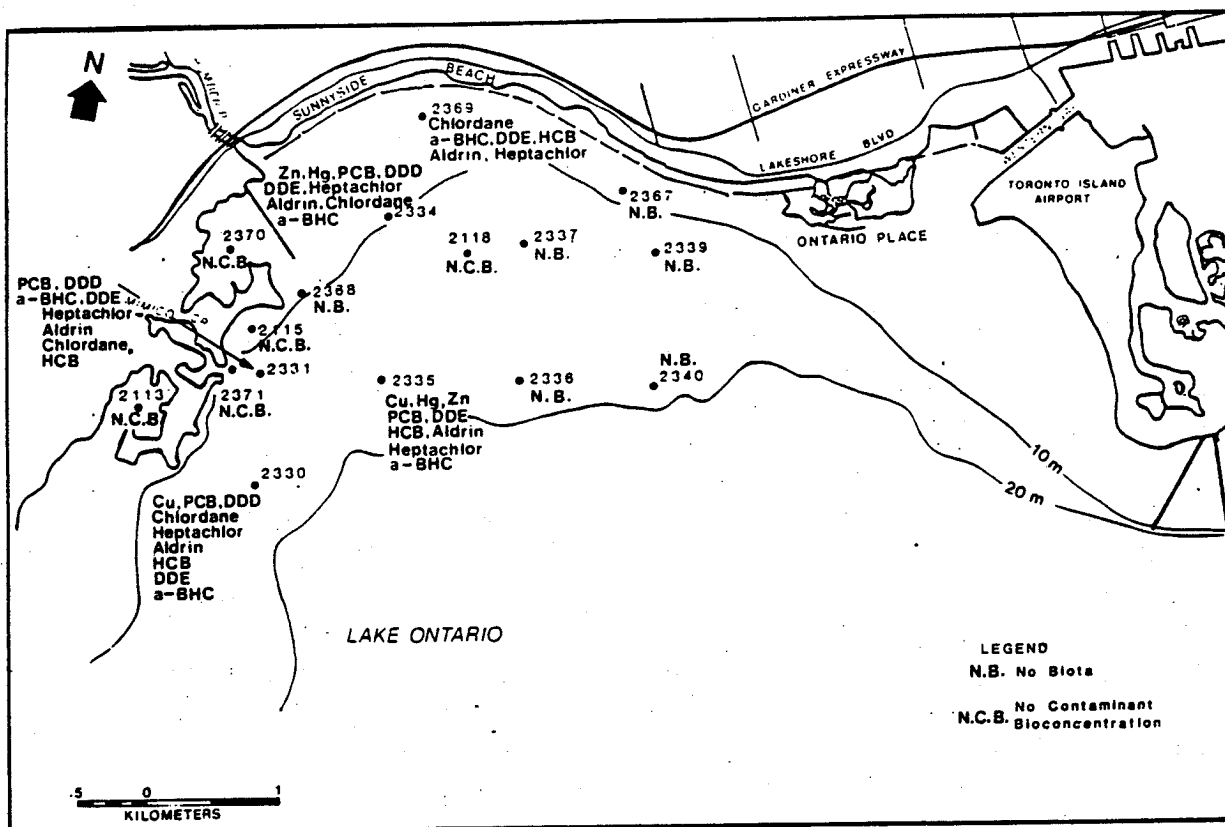 N
SUNNYSIDE BEACH
GARDINER EXPRESSWAY
LAKESHORE BLVD
2369
Chlordane
a-BHC, DDE, HCB
Aldrin, Heptachlor
Zn, Hg, PCB, DDD
DDE, Heptachlor
Aldrin, Chlordane
a-BHC
2334
2367
N.B.
TORONTO ISLAND
AIRPORT
ONTARIO PLACE
2370
N.C.B.
2118
N.C.B.
2337
N.B.
2339
N.B.
PCB, DDD
a-BHC, DDE
Heptachlor
Aldrin
Chlordane,
HCB
2368
N.B.
2115
N.C.B.
2331
2371
N.C.B.
2113
N.C.B
2335
Cu, Hg, Zn
PCB, DDE
HCB, Aldrin
Heptachlor
a-BHC
2336
N.B.
N.B.
2340
10 m
20 m
2330
Cu, PCB, DDD
Chlordane
Heptachlor
Aldrin
HCB
DDE
a-BHC
LAKE ONTARIO
LEGEND
N.B. No Biota
N.C.B. No Contaminant
Bioconcentration
.5 0 1
KILOMETERS